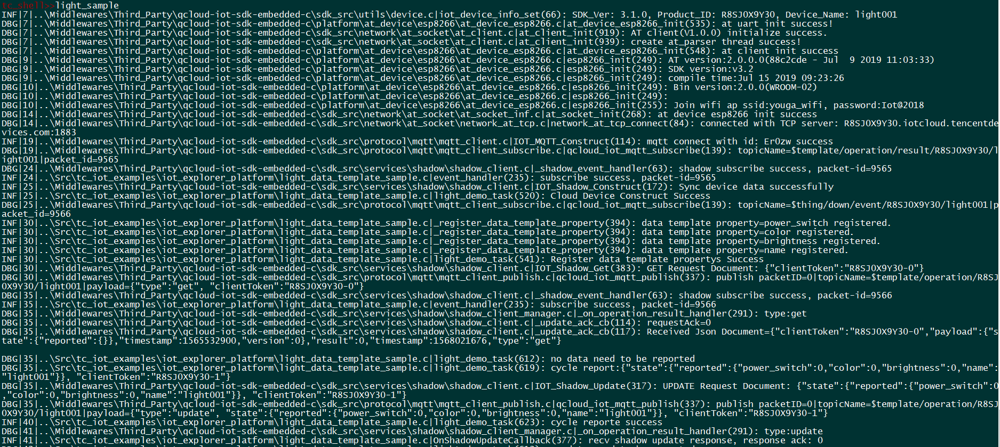 tc_shell>>light_sample
INF|7|..\Middlewares\Third_Party\qcloud-iot-sdk-embedded-c\sdk_src\utils\device.c|iot_device_info_set(66): SDK_Ver: 3.1.0, Product_ID: R8SJ0X9Y30, Device_Name: light001
DBG|7|..\Middlewares\Third_Party\qcloud-iot-sdk-embedded-c\platform\at_device\esp8266\at_device_esp8266.c|at_device_esp8266_init(535): at uart init success!
DBG|7|..\Middlewares\Third_Party\qcloud-iot-sdk-embedded-c\sdk_src\network\at_socket\at_client.c|at_client_init(919): AT client(V1.0.0) initialize success.
DBG|7|..\Middlewares\Third_Party\qcloud-iot-sdk-embedded-c\sdk_src\network\at_socket\at_client.c|at_client_init(939): create at_parser thread success!
DBG|7|..\Middlewares\Third_Party\qcloud-iot-sdk-embedded-c\platform\at_device\esp8266\at_device_esp8266.c|at_device_esp8266_init(548): at client init success
DBG|9|..\Middlewares\Third_Party\qcloud-iot-sdk-embedded-c\platform\at_device\esp8266\at_device_esp8266.c|esp8266_init(249): AT version:2.0.0.0(88c2cde - Jul  9 2019 11:03:33)
DBG|9|..\Middlewares\Third_Party\qcloud-iot-sdk-embedded-c\platform\at_device\esp8266\at_device_esp8266.c|esp8266_init(249): SDK version:v3.2
DBG|9|..\Middlewares\Third_Party\qcloud-iot-sdk-embedded-c\platform\at_device\esp8266\at_device_esp8266.c|esp8266_init(249): compile time:Jul 15 2019 09:23:26
DBG|10|..\Middlewares\Third_Party\qcloud-iot-sdk-embedded-c\platform\at_device\esp8266\at_device_esp8266.c|esp8266_init(249): Bin version:2.0.0(WROOM-02)
DBG|10|..\Middlewares\Third_Party\qcloud-iot-sdk-embedded-c\platform\at_device\esp8266\at_device_esp8266.c|esp8266_init(249):
DBG|10|..\Middlewares\Third_Party\qcloud-iot-sdk-embedded-c\platform\at_device\esp8266\at_device_esp8266.c|esp8266_init(255): Join wifi ap ssid:youga_wifi, password:Iot@2018
DBG|14|..\Middlewares\Third_Party\qcloud-iot-sdk-embedded-c\sdk_src\network\at_socket\at_socket_inf.c|at_socket_init(268): at device esp8266 init success
DBG|14|..\Middlewares\Third_Party\qcloud-iot-sdk-embedded-c\sdk_src\network\at_socket\network_at_tcp.c|network_at_tcp_connect(84): connected with TCP server: R8SJ0X9Y30.iotcloud.tencentde
vices.com:1883
INF|19|..\Middlewares\Third_Party\qcloud-iot-sdk-embedded-c\sdk_src\protocol\mqtt\mqtt_client.c|IOT_MQTT_Construct(114): mqtt connect with id: ErOzw success
DBG|19|..\Middlewares\Third_Party\qcloud-iot-sdk-embedded-c\sdk_src\protocol\mqtt\mqtt_client_subscribe.c|qcloud_iot_mqtt_subscribe(139): topicName=$template/operation/result/R8SJ0X9Y30/l
ight001|packet_id=9565
DBG|24|..\Middlewares\Third_Party\qcloud-iot-sdk-embedded-c\sdk_src\services\shadow\shadow_client.c|_shadow_event_handler(63): shadow subscribe success, packet-id=9565
INF|24|..\Src\tc_iot_examples\iot_explorer_platform\light_data_template_sample.c|event_handler(235): subscribe success, packet-id=9565
INF|25|..\Middlewares\Third_Party\qcloud-iot-sdk-embedded-c\sdk_src\services\shadow\shadow_client.c|IOT_Shadow_Construct(172): Sync device data successfully
INF|25|..\Src\tc_iot_examples\iot_explorer_platform\light_data_template_sample.c|light_demo_task(520): Cloud Device Construct Success
DBG|25|..\Middlewares\Third_Party\qcloud-iot-sdk-embedded-c\sdk_src\protocol\mqtt\mqtt_client_subscribe.c|qcloud_iot_mqtt_subscribe(139): topicName=$thing/down/event/R8SJ0X9Y30/light001|p
acket_id=9566
INF|30|..\Src\tc_iot_examples\iot_explorer_platform\light_data_template_sample.c|_register_data_template_property(394): data template property=power_switch registered.
INF|30|..\Src\tc_iot_examples\iot_explorer_platform\light_data_template_sample.c|_register_data_template_property(394): data template property=color registered.
INF|30|..\Src\tc_iot_examples\iot_explorer_platform\light_data_template_sample.c|_register_data_template_property(394): data template property=brightness registered.
INF|30|..\Src\tc_iot_examples\iot_explorer_platform\light_data_template_sample.c|_register_data_template_property(394): data template property=name registered.
INF|30|..\Src\tc_iot_examples\iot_explorer_platform\light_data_template_sample.c|light_demo_task(541): Register data template propertys Success
DBG|30|..\Middlewares\Third_Party\qcloud-iot-sdk-embedded-c\sdk_src\services\shadow\shadow_client.c|IOT_Shadow_Get(383): GET Request Document: {"clientToken":"R8SJ0X9Y30-0"}
DBG|30|..\Middlewares\Third_Party\qcloud-iot-sdk-embedded-c\sdk_src\protocol\mqtt\mqtt_client_publish.c|qcloud_iot_mqtt_publish(337): publish packetID=0|topicName=$template/operation/R8SJ
0X9Y30/light001|payload={"type":"get", "clientToken":"R8SJ0X9Y30-0"}
DBG|35|..\Middlewares\Third_Party\qcloud-iot-sdk-embedded-c\sdk_src\services\shadow\shadow_client.c|_shadow_event_handler(63): shadow subscribe success, packet-id=9566
INF|35|..\Src\tc_iot_examples\iot_explorer_platform\light_data_template_sample.c|event_handler(235): subscribe success, packet-id=9566
DBG|35|..\Middlewares\Third_Party\qcloud-iot-sdk-embedded-c\sdk_src\services\shadow\shadow_client_manager.c|_on_operation_result_handler(291): type:get
DBG|35|..\Middlewares\Third_Party\qcloud-iot-sdk-embedded-c\sdk_src\services\shadow\shadow_client.c|_update_ack_cb(114): requestAck=0
DBG|35|..\Middlewares\Third_Party\qcloud-iot-sdk-embedded-c\sdk_src\services\shadow\shadow_client.c|_update_ack_cb(117): Received Json Document={"clientToken":"R8SJ0X9Y30-0","payload":{"s
tate":{"reported":{}},"timestamp":1565532900,"version":0},"result":0,"timestamp":1568021676,"type":"get"}
DBG|35|..\Src\tc_iot_examples\iot_explorer_platform\light_data_template_sample.c|light_demo_task(612): no data need to be reported
DBG|35|..\Src\tc_iot_examples\iot_explorer_platform\light_data_template_sample.c|light_demo_task(619): cycle report:{"state":{"reported":{"power_switch":0,"color":0,"brightness":0,"name":
"light001"}}, "clientToken":"R8SJ0X9Y30-1"}
DBG|35|..\Middlewares\Third_Party\qcloud-iot-sdk-embedded-c\sdk_src\services\shadow\shadow_client.c|IOT_Shadow_Update(317): UPDATE Request Document: {"state":{"reported":{"power_switch":0
,"color":0,"brightness":0,"name":"light001"}}, "clientToken":"R8SJ0X9Y30-1"}
DBG|35|..\Middlewares\Third_Party\qcloud-iot-sdk-embedded-c\sdk_src\protocol\mqtt\mqtt_client_publish.c|qcloud_iot_mqtt_publish(337): publish packetID=0|topicName=$template/operation/R8SJ
0X9Y30/light001|payload={"type":"update", "state":{"reported":{"power_switch":0,"color":0,"brightness":0,"name":"light001"}}, "clientToken":"R8SJ0X9Y30-1"}
INF|40|..\Src\tc_iot_examples\iot_explorer_platform\light_data_template_sample.c|light_demo_task(623): cycle reporte success
DBG|41|..\Middlewares\Third_Party\qcloud-iot-sdk-embedded-c\sdk_src\services\shadow\shadow_client_manager.c|_on_operation_result_handler(291): type:update
INF|41|..\Src\tc_iot_examples\iot_explorer_platform\light_data_template_sample.c|OnShadowUpdateCallback(377): recv shadow update response, response ack: 0